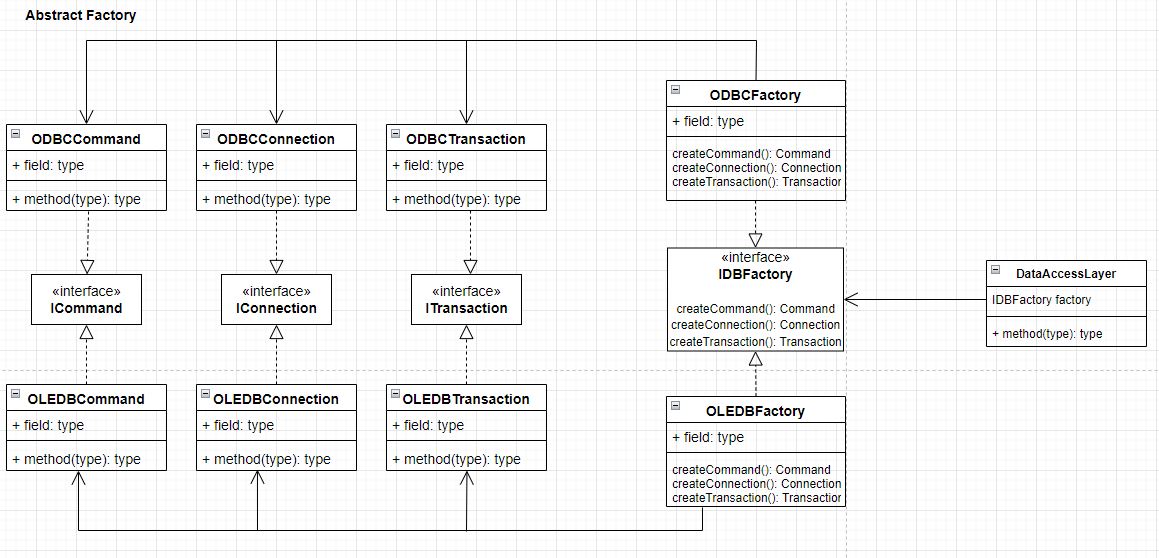 Abstract Factory
ODBCFactory
+ field: type
createCommand(): Command
createConnection(): Connection
createTransaction(): Transaction
ODBCCommand
+ field: type
+ method(type): type
ODBCConnection
+ field: type
+ method(type): type
ODBCTransaction
+ field: type
+ method(type): type
«interface»
ICommand
«interface»
IConnection
«interface»
ITransaction
«interface»
IDBFactory
createCommand(): Command
createConnection(): Connection
createTransaction(): Transaction
DataAccessLayer
IDBFactory factory
+ method(type): type
OLEDBCommand
+ field: type
+ method(type): type
OLEDBConnection
+ field: type
+ method(type): type
OLEDBTransaction
+ field: type
+ method(type): type
OLEDBFactory
+ field: type
createCommand(): Command
createConnection(): Connection
createTransaction(): Transaction